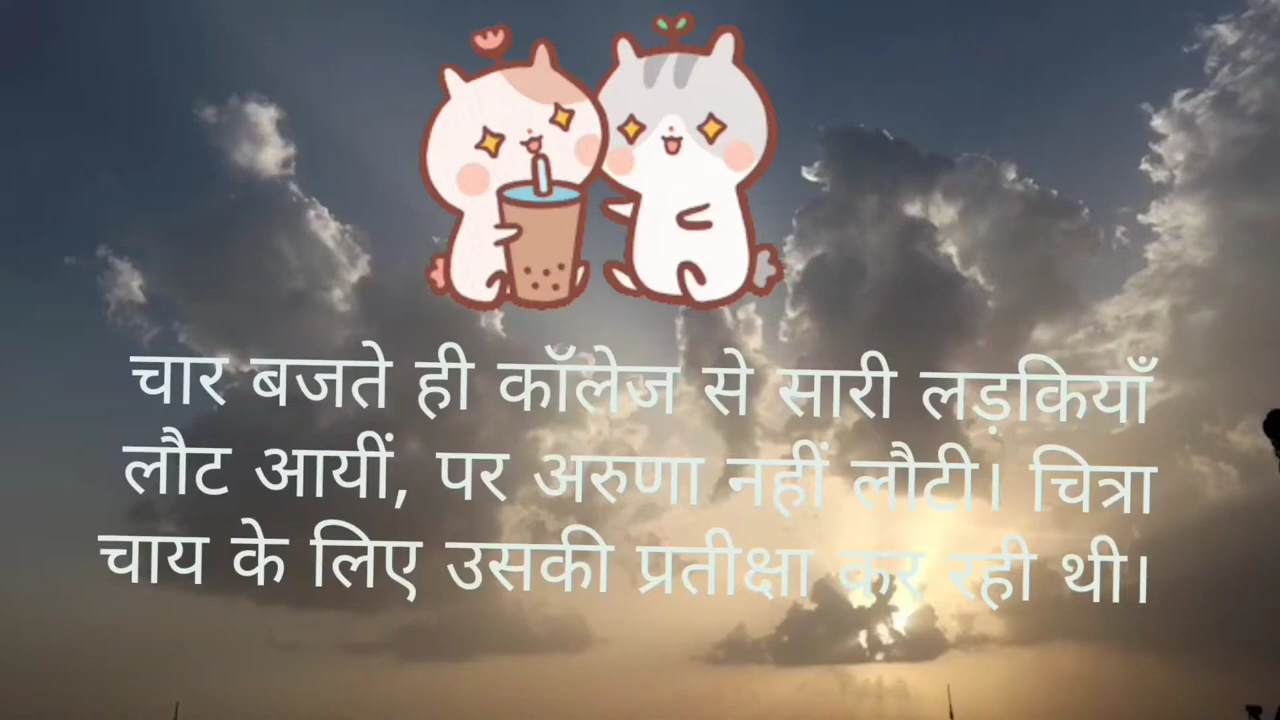 चार बजते ही कॉलेज से सारी लड़कियाँ
लौट आयीं, पर अरुणा नहीं लौटी। चित्रा
चाय के लिए उसकी प्रतीक्षा कर रही थी।